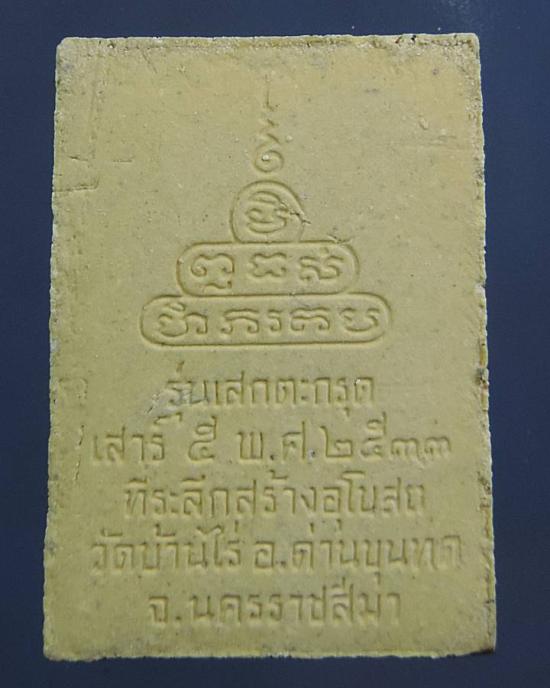 รุ่นเสกตะกรุด
เสาร์ ๕ พ.ศ.๒๕๓๓
ที่ระลึกสร้างอุโบสถ
วัดบ้านไร่ อ.ด่านขุนทด
จ.นครราชสีมา